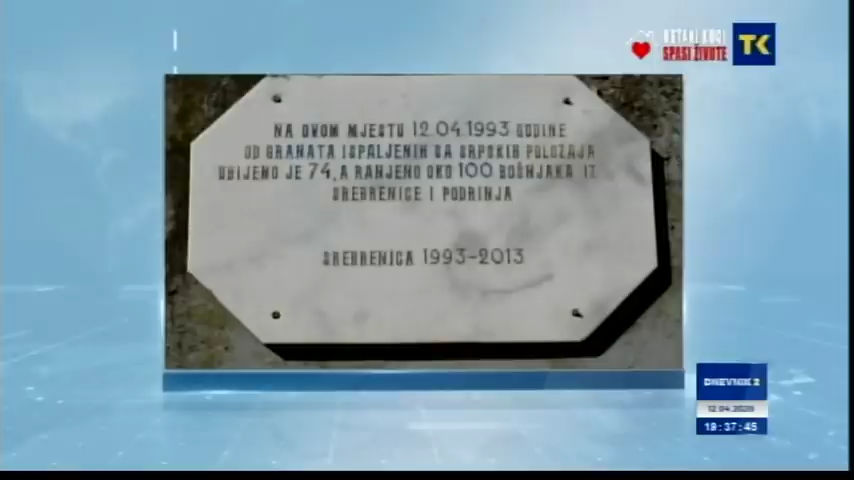 OSTANI KUĆI
SPASI ŽIVOTE
TK
NA OVOM MJESTU 12.04.1993 GODINE
OD GRANATA ISPALJENIH SA SRPSKIH POLOZAJA
UBIJENO JE 74, A RANJENO OKO 100 BOŠNJAKA IZ
SREBRENICE I PODRINJA
SREBRENICA 1993-2013
DNEVNIK 2
12.04.2020
19:37:45